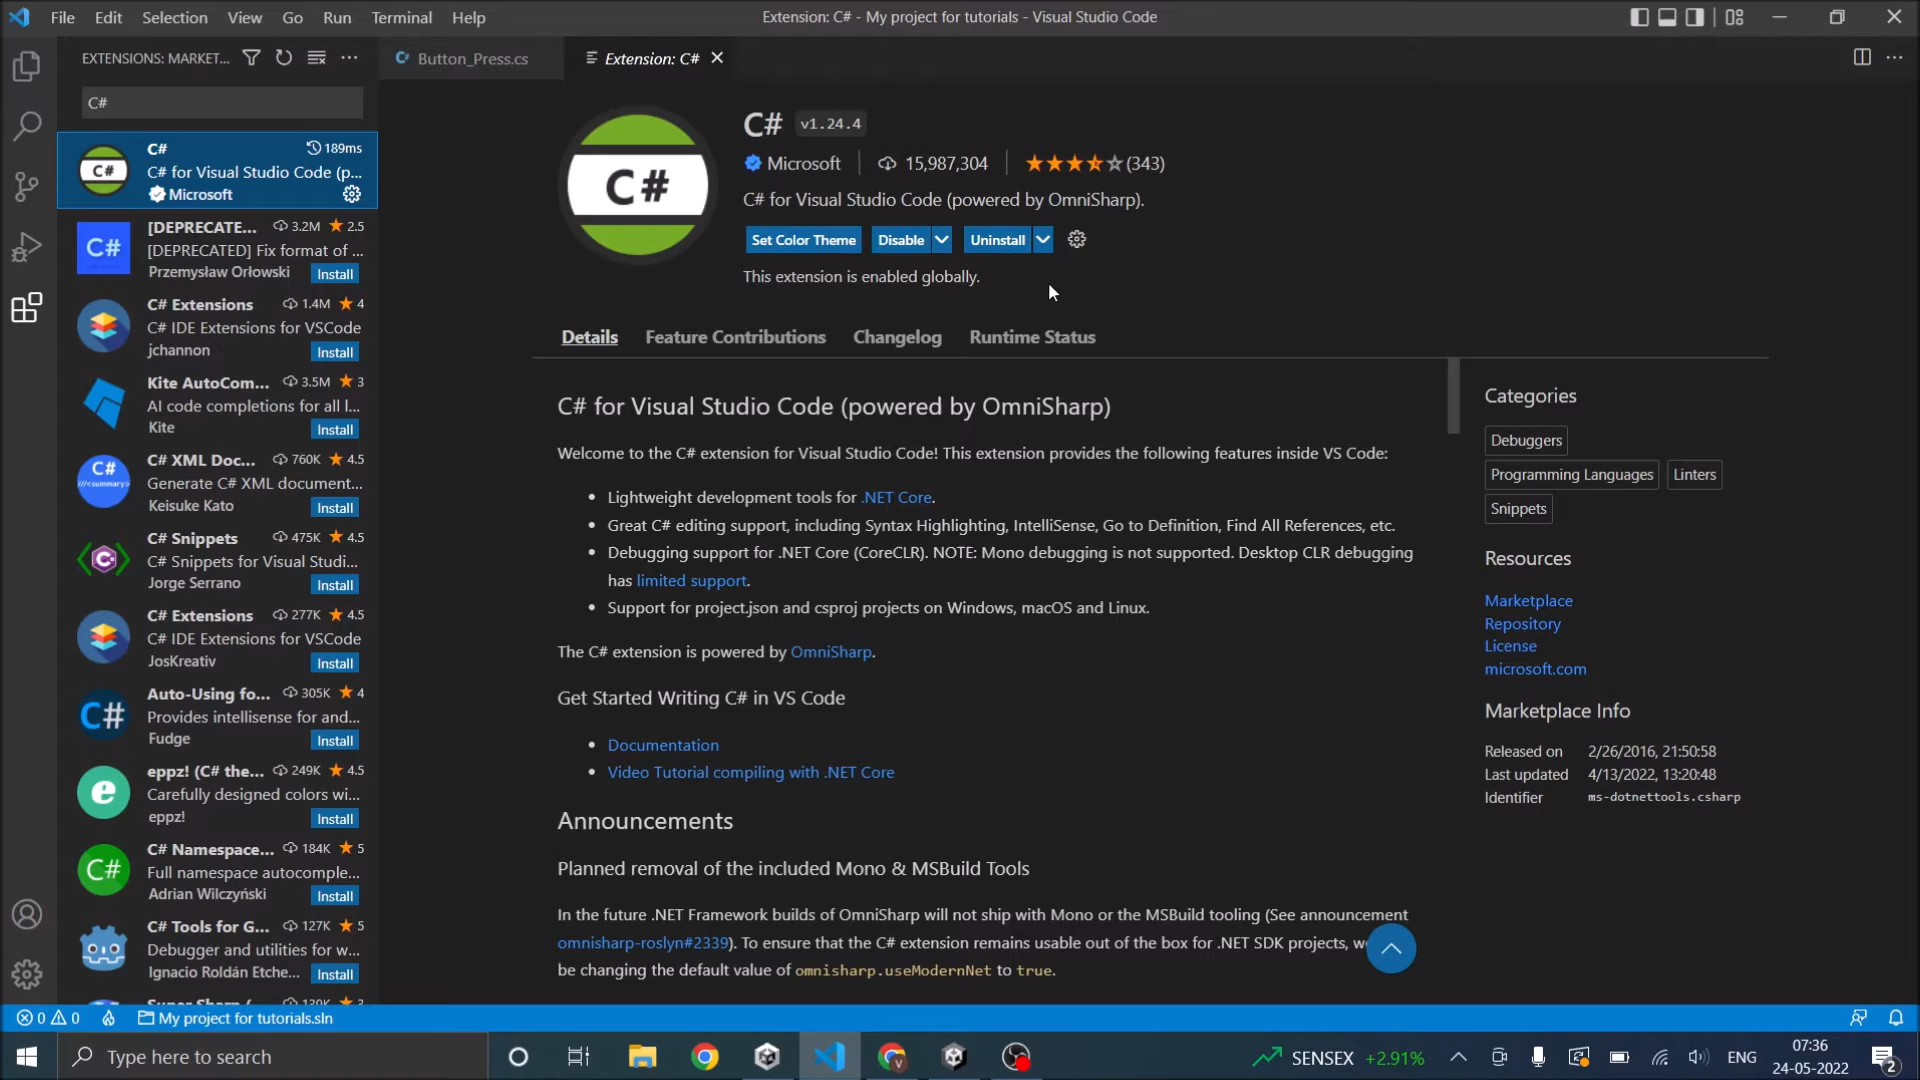 File Edit Selection View Go Run Terminal Help
Extension: C# - My project for tutorials - Visual Studio Code
EXTENSIONS: MARKET...
C#
C# 189ms
C# for Visual Studio Code (p...
Microsoft
C#
[DEPRECATE... 3.2M 2.5
[DEPRECATED] Fix format of ...
Przemysław Orłowski Install
C# Extensions 1.4M 4
C# IDE Extensions for VSCode
jchannon Install
Kite AutoCom... 3.5M 3
AI code completions for all l...
Kite Install
C#
///<summary>
C# XML Doc... 760K 4.5
Generate C# XML document...
Keisuke Kato Install
C# Snippets 475K 4.5
C# Snippets for Visual Studi...
Jorge Serrano Install
C# Extensions 277K 4.5
C# IDE Extensions for VSCode
JosKreativ Install
C#
Auto-Using fo... 305K 4
Provides intellisense for and...
Fudge Install
e
eppz! (C# the... 249K 4.5
Carefully designed colors wi...
eppz! Install
C#
C# Namespace... 184K 5
Full namespace autocomple...
Adrian Wilczyński Install
C# Tools for G... 127K 5
Debugger and utilities for w...
Ignacio Roldán Etche... Install
Button_Press.cs
Extension: C#
C#
C# v1.24.4
Microsoft 15,987,304 (343)
C# for Visual Studio Code (powered by OmniSharp).
Set Color Theme Disable Uninstall
This extension is enabled globally.
Details Feature Contributions Changelog Runtime Status
C# for Visual Studio Code (powered by OmniSharp)
Welcome to the C# extension for Visual Studio Code! This extension provides the following features inside VS Code:
• Lightweight development tools for .NET Core.
• Great C# editing support, including Syntax Highlighting, IntelliSense, Go to Definition, Find All References, etc.
• Debugging support for .NET Core (CoreCLR). NOTE: Mono debugging is not supported. Desktop CLR debugging
has limited support.
• Support for project.json and csproj projects on Windows, macOS and Linux.
The C# extension is powered by OmniSharp.
Get Started Writing C# in VS Code
• Documentation
• Video Tutorial compiling with .NET Core
Announcements
Planned removal of the included Mono & MSBuild Tools
In the future .NET Framework builds of OmniSharp will not ship with Mono or the MSBuild tooling (See announcement
omnisharp-roslyn#2339). To ensure that the C# extension remains usable out of the box for .NET SDK projects,
be changing the default value of omnisharp.useModernNet to true.
Categories
Debuggers
Programming Languages Linters
Snippets
Resources
Marketplace
Repository
License
microsoft.com
Marketplace Info
Released on 2/26/2016, 21:50:58
Last updated 4/13/2022, 13:20:48
Identifier ms-dotnettools.csharp
0 0 My project for tutorials.sln
Type here to search
SENSEX +2.91%
ENG
07:36
24-05-2022
2